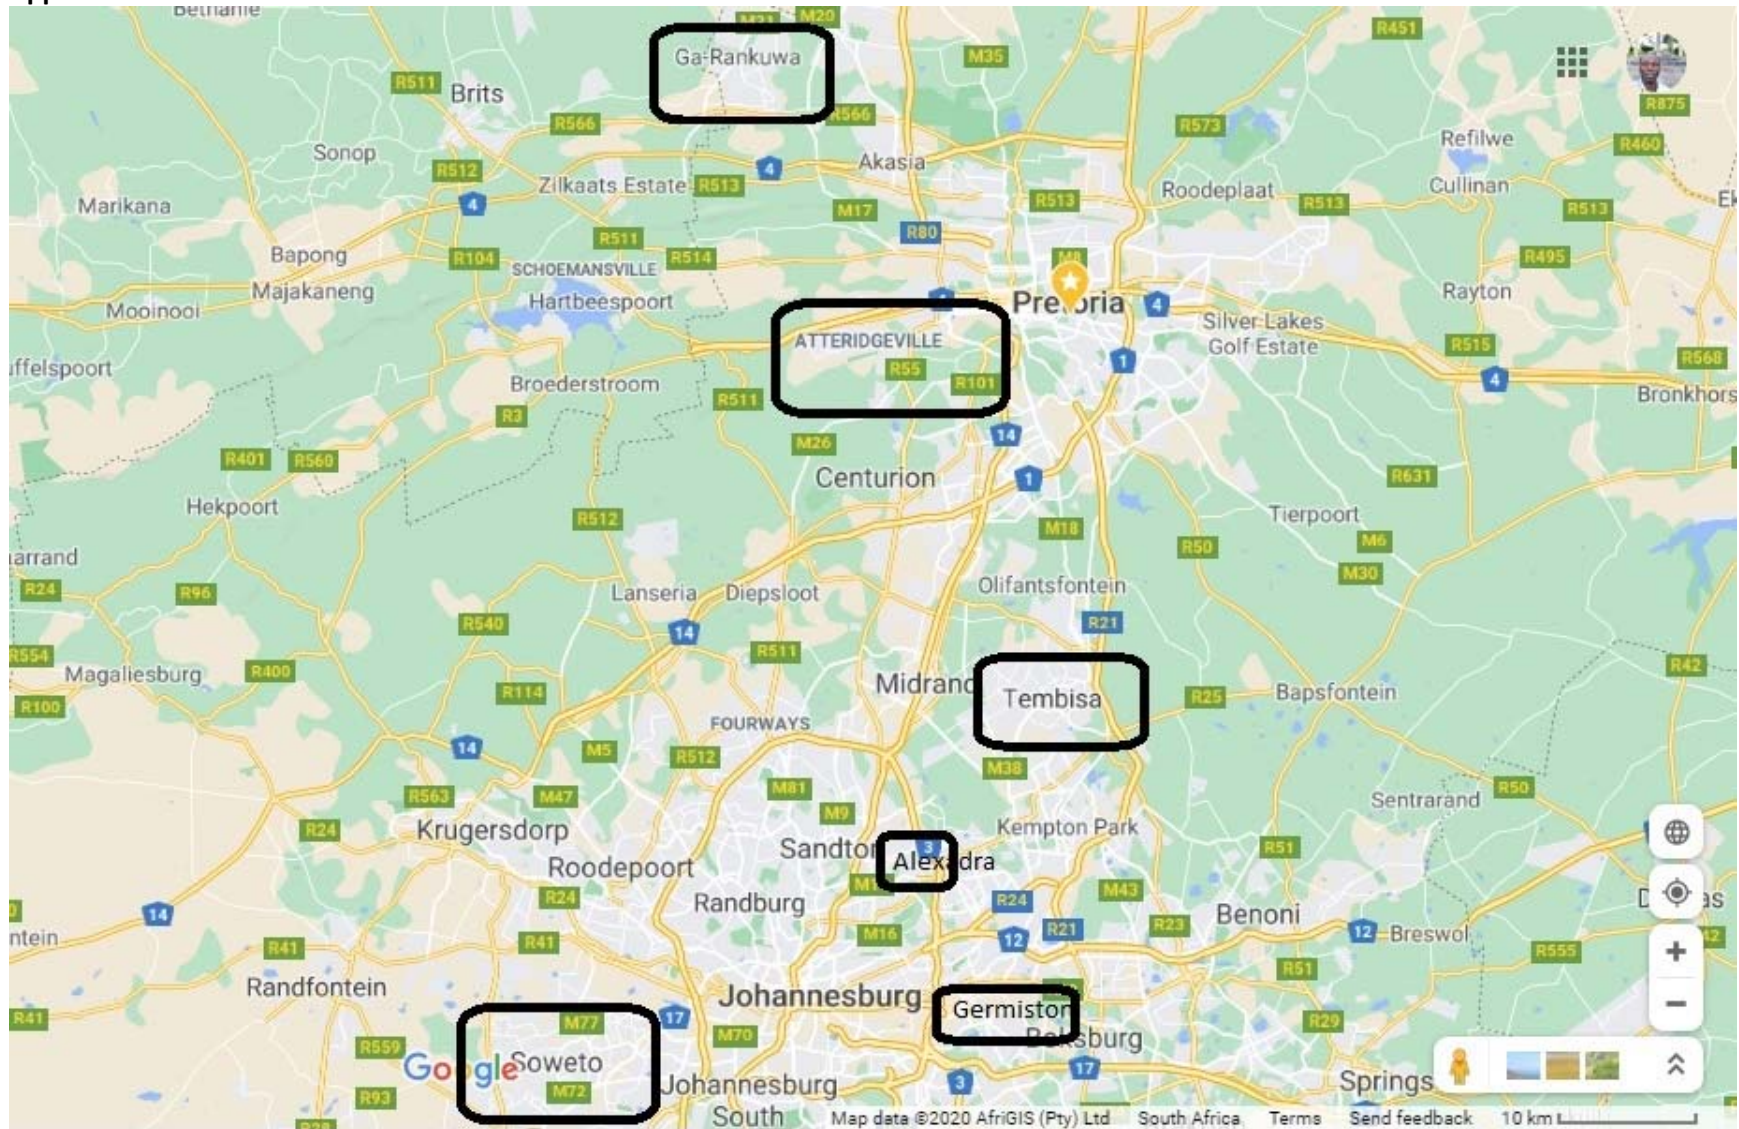 Bethanie
M21
M20
R451
Ga-Rankuwa
M35
R511
Brits
R875
R566
R566
R573
Refilwe
R460
Sonop
Akasia
R512
4
Zilkaats Estate
R513
Roodeplaat
Cullinan
Marikana
4
M17
R513
R513
R513
R80
R511
Bapong
R104
R514
M8
R495
SCHOEMANSVILLE
Majakaneng
Hartbeespoort
Pretoria
4
Rayton
Mooinooi
Silver Lakes
Golf Estate
ATTERIDGEVILLE
R515
R568
uffelspoort
R55
1
4
Broederstroom
R101
R511
Bronkhors
R3
M26
14
R401
R560
Centurion
1
R631
Hekpoort
R512
M18
Tierpoort
M6
R50
arrand
M30
R24
R96
Lanseria
Diepsloot
Olifantsfontein
R540
14
R21
R554
R511
R42
Magaliesburg
R400
Midrand
Tembisa
R114
R25
Bapsfontein
R100
FOURWAYS
14
M5
R512
M38
M81
R50
R563
M47
Sentrarand
M9
R24
Krugersdorp
Kempton Park
Sandton
3
Alexadra
R51
Roodepoort
M43
R24
R24
Randburg
Benoni
14
R21
R23
ntein
R41
R41
M16
12
12
Breswol
R555
R51
Randfontein
Johannesburg
Germiston
R41
M77
17
R29
M70
Boksburg
R559
Google
Soweto
17
M72
Johannesburg
South
3
Springs
R93
Map data ©2020 AfriGIS (Pty) Ltd South Africa Terms Send feedback 10 km